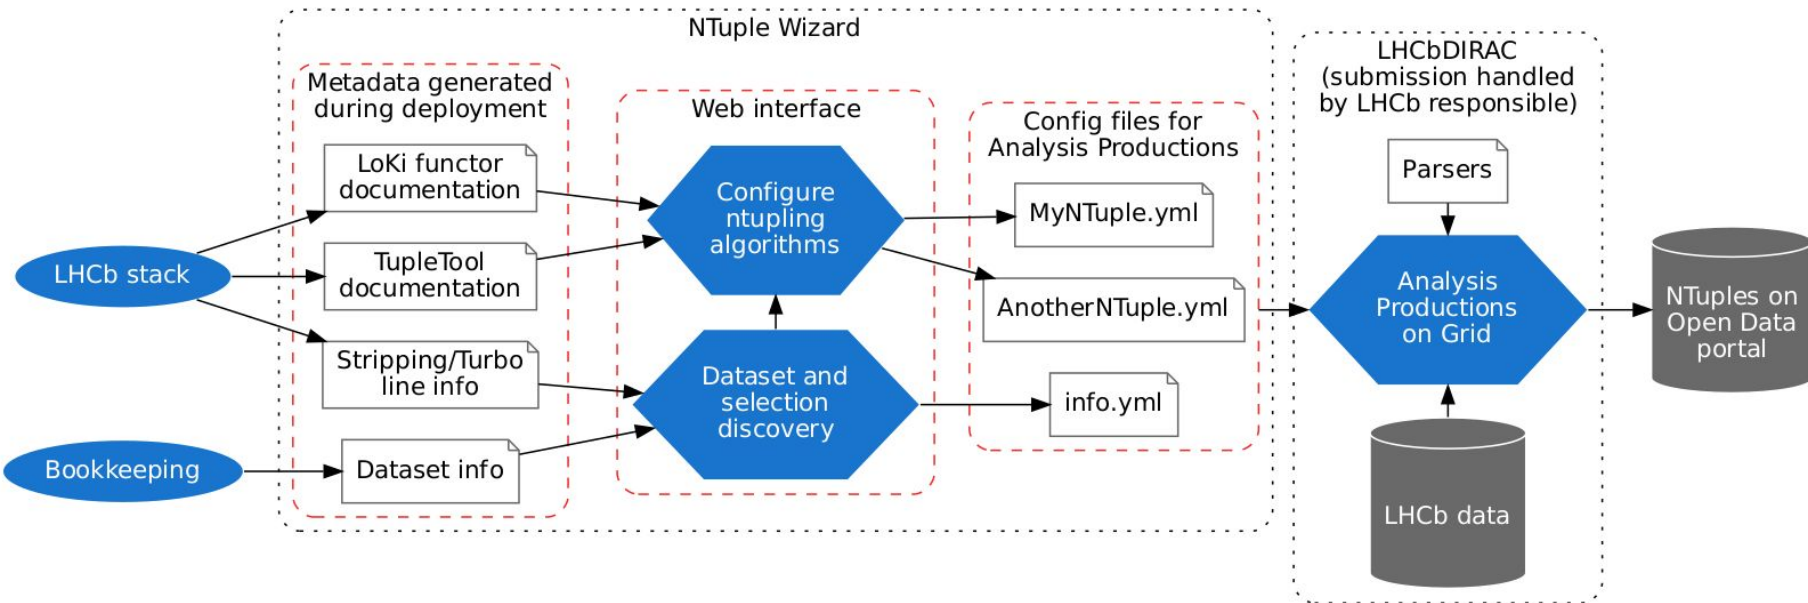 NTuple Wizard
Metadata generated
during deployment
LoKi functor
documentation
TupleTool
documentation
Stripping/Turbo
line info
Dataset info
LHCb stack
Bookkeeping
Web interface
Configure
ntupling
algorithms
Dataset and
selection
discovery
Config files for
Analysis Productions
MyNTuple.yml
AnotherNTuple.yml
info.yml
LHCbDIRAC
(submission handled
by LHCb responsible)
Parsers
Analysis
Productions
on Grid
LHCb data
NTuples on
Open Data
portal